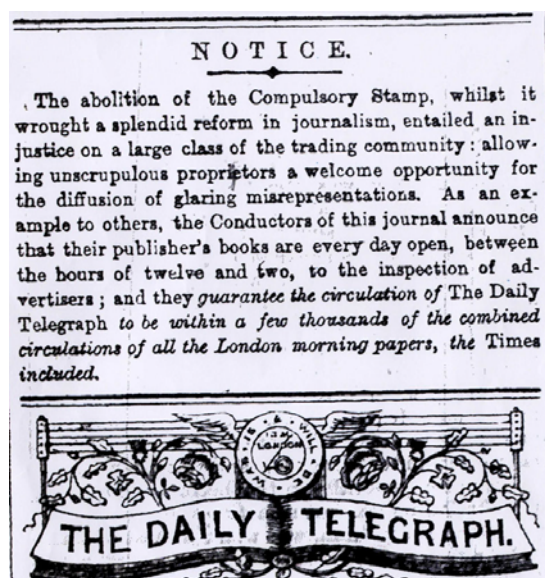 NOTICE.
The abolition of the Compulsory Stamp, whilst it
wrought a splendid reform in journalism, entailed an in-
justice on a large class of the trading community: allow-
ing unscrupulous proprietors a welcome opportunity for
the diffusion of glaring misrepresentations. As an ex-
ample to others, the Conductors of this journal announce
that their publisher's books are every day open, between
the hours of twelve and two, to the inspection of ad-
vertisers; and they guarantee the circulation of The Daily
Telegraph to be within a few thousands of the combined
circulations of all the London morning papers, the Times
included.
WAS IS & WILL BE
LONDON
THE DAILY TELEGRAPH.